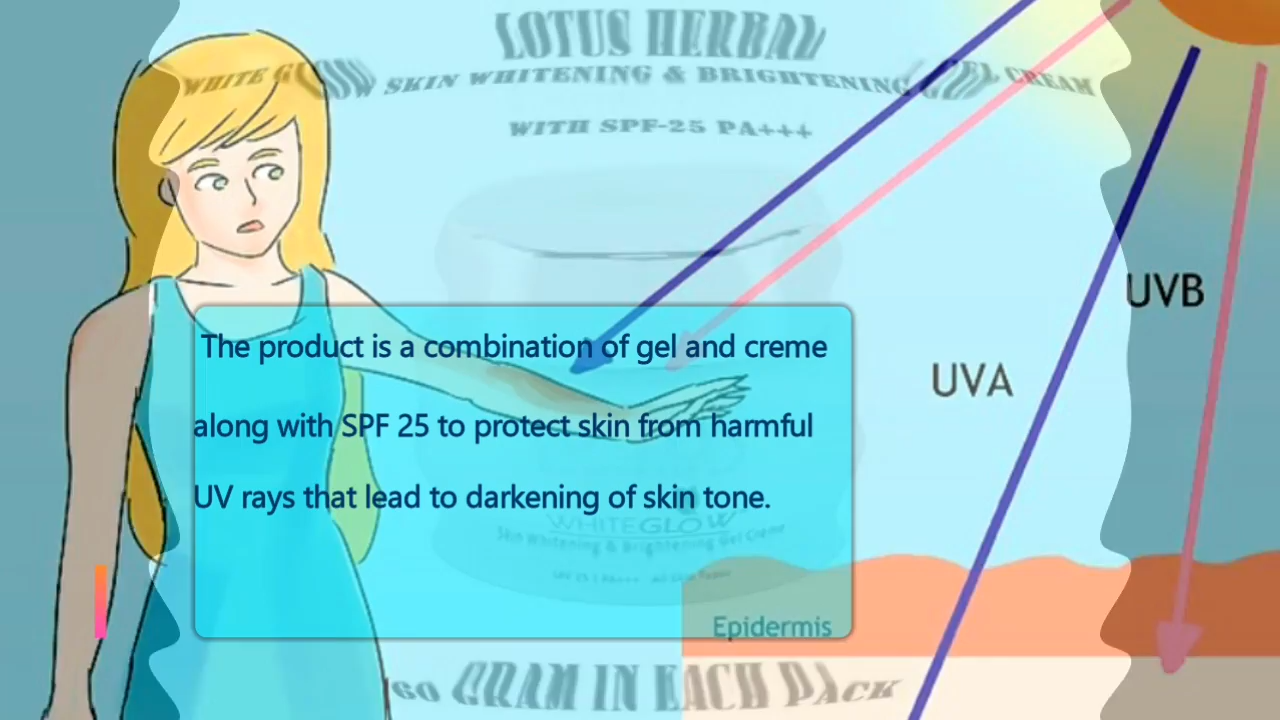 LOTUS HERBAL
WHITE GLOW SKIN WHITENING & BRIGHTENING GEL CREAM
WITH SPF-25 PA+++
UVB
UVA
The product is a combination of gel and creme
along with SPF 25 to protect skin from harmful
UV rays that lead to darkening of skin tone.
WHITEGLOW
Skin Whitening & Brightening Gel Creme
Epidermis
60 GRAM IN EACH PACK